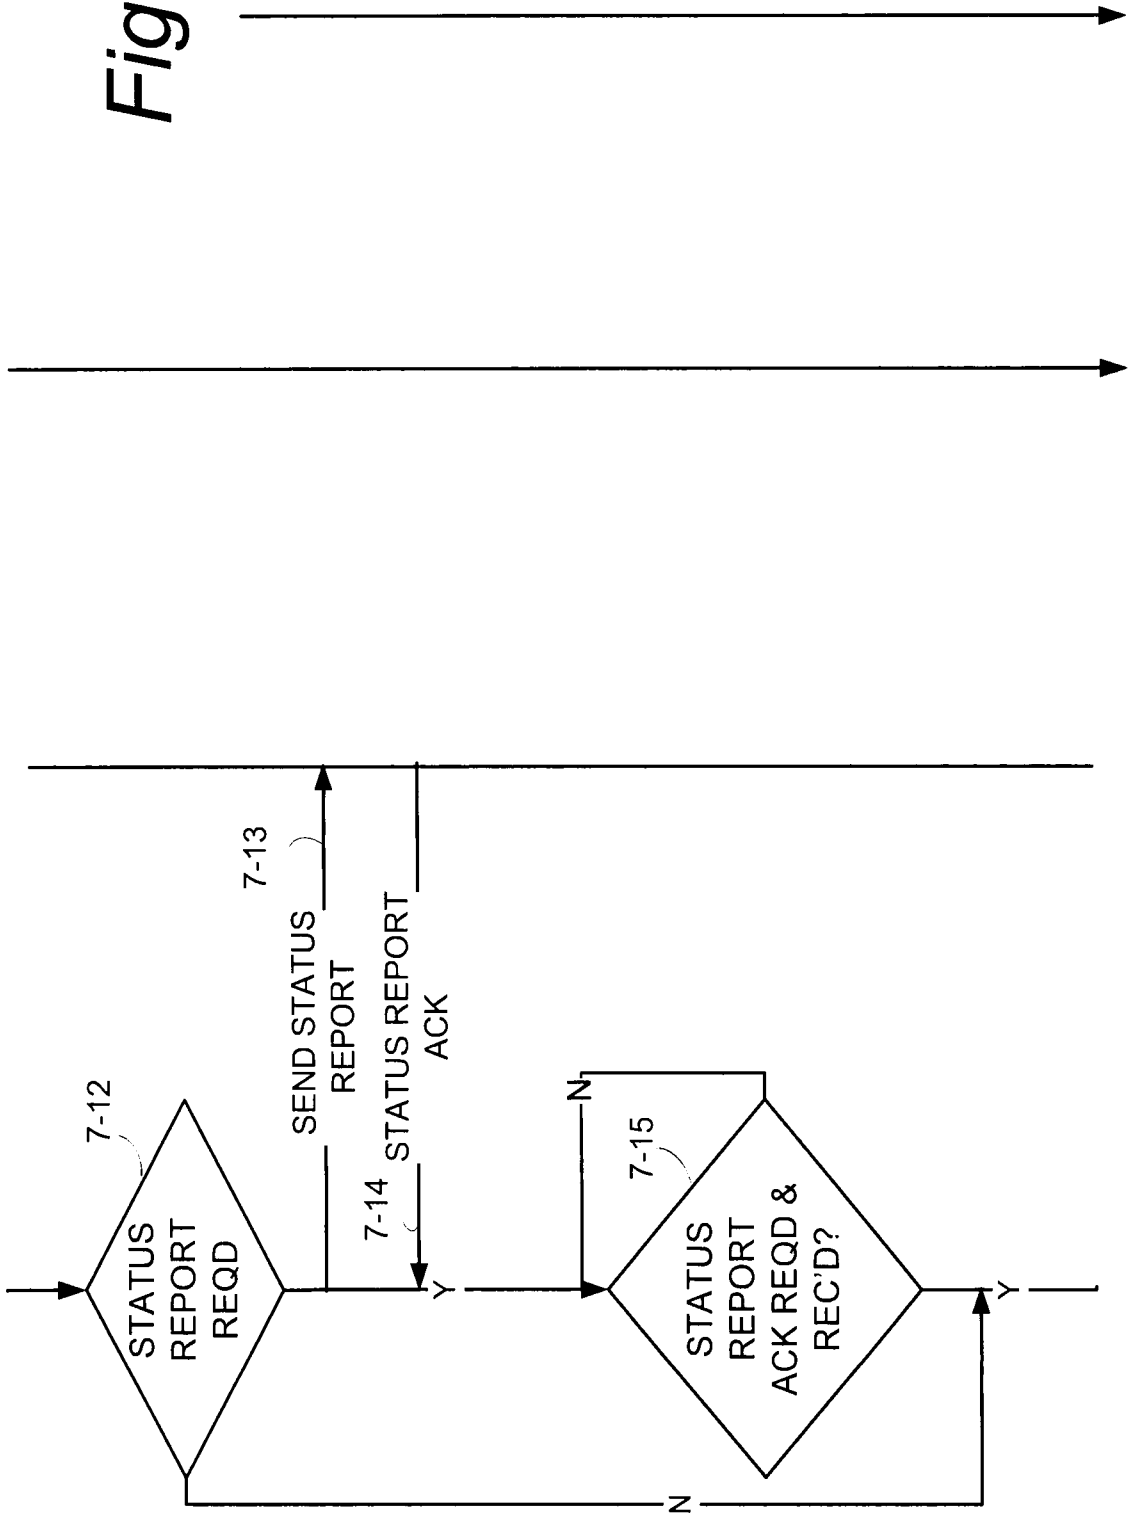 Fig
7-12
STATUS
REPORT
REQD
7-13
SEND STATUS
REPORT
7-14
STATUS REPORT
ACK
Y
N
7-15
STATUS
REPORT
ACK REQD &
REC'D?
Y
N